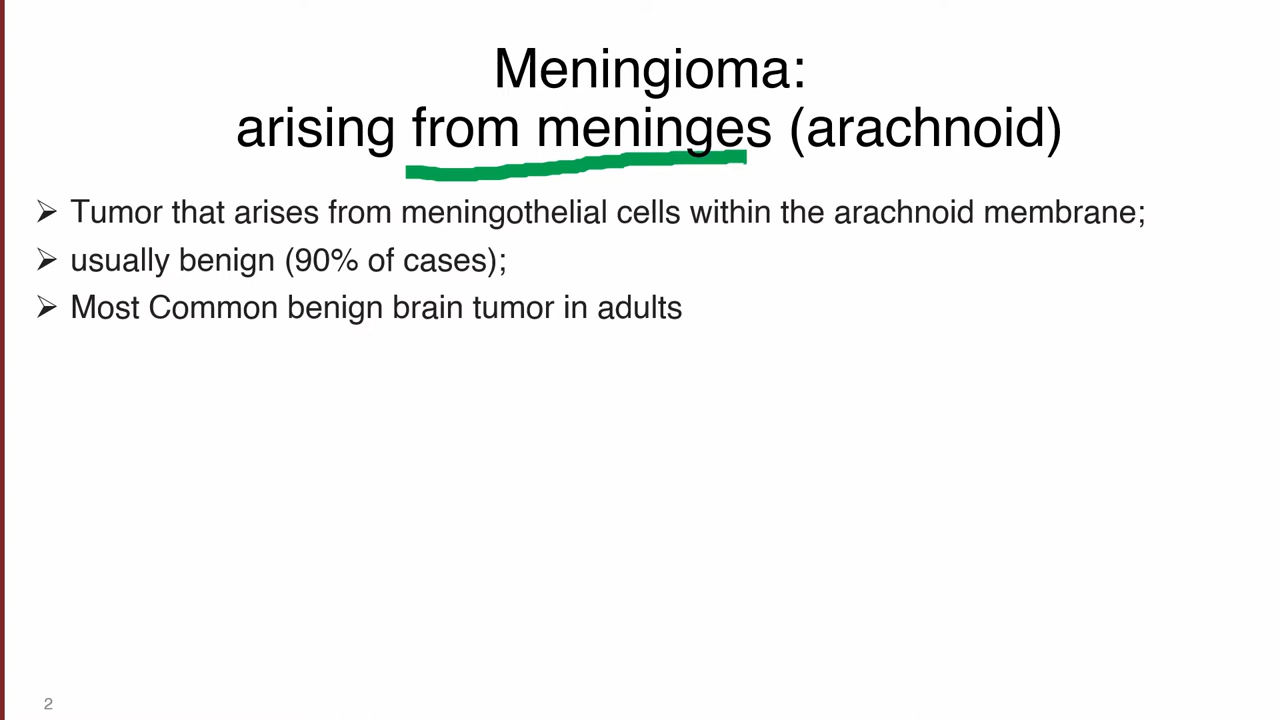 Meningioma:
arising from meninges (arachnoid)
➢ Tumor that arises from meningothelial cells within the arachnoid membrane;
➢ usually benign (90% of cases);
➢ Most Common benign brain tumor in adults
2